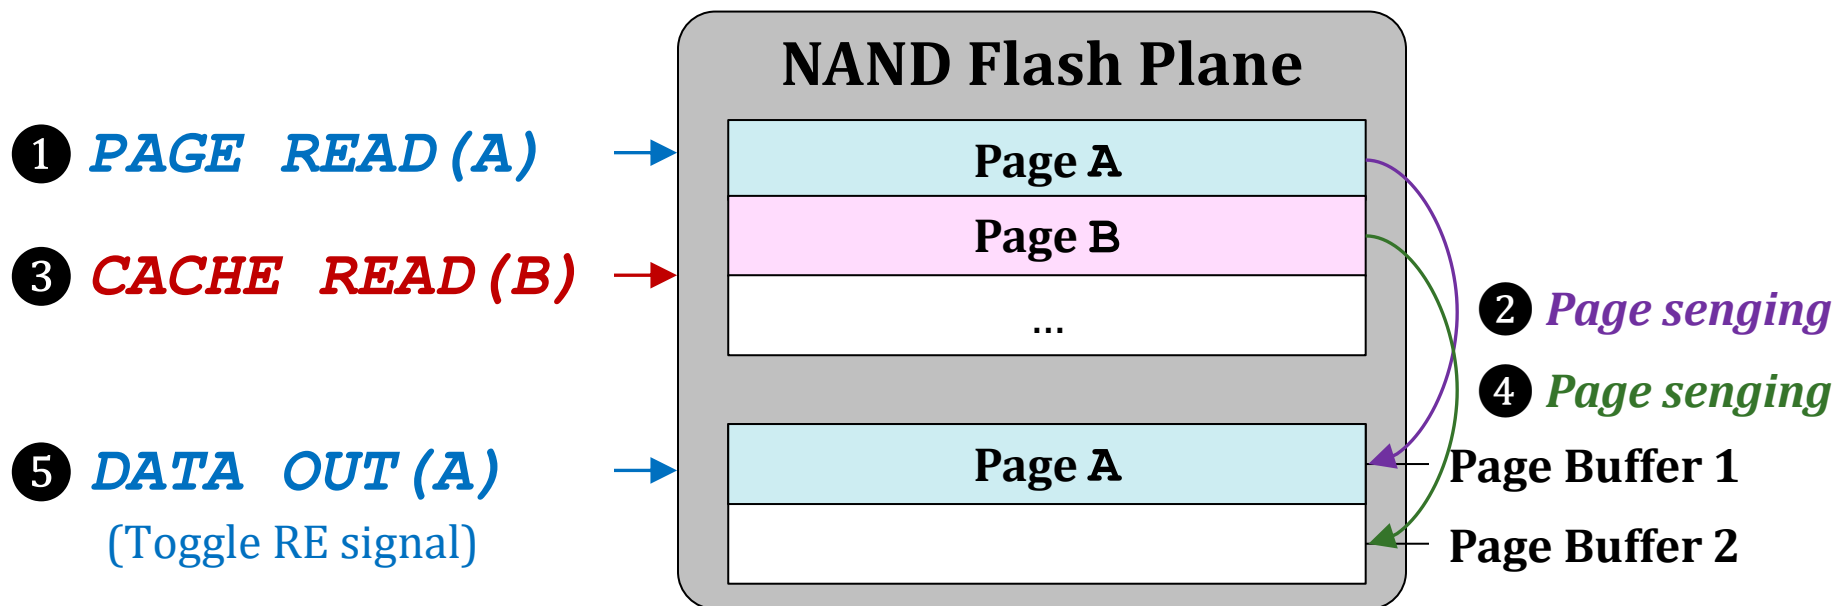 NAND Flash Plane
❶ PAGE READ(A)
Page A
❸ CACHE READ(B)
Page B
…
❷ Page senging
❹ Page senging
❺ DATA OUT(A)
(Toggle RE signal)
Page A
Page Buffer 1
Page Buffer 2